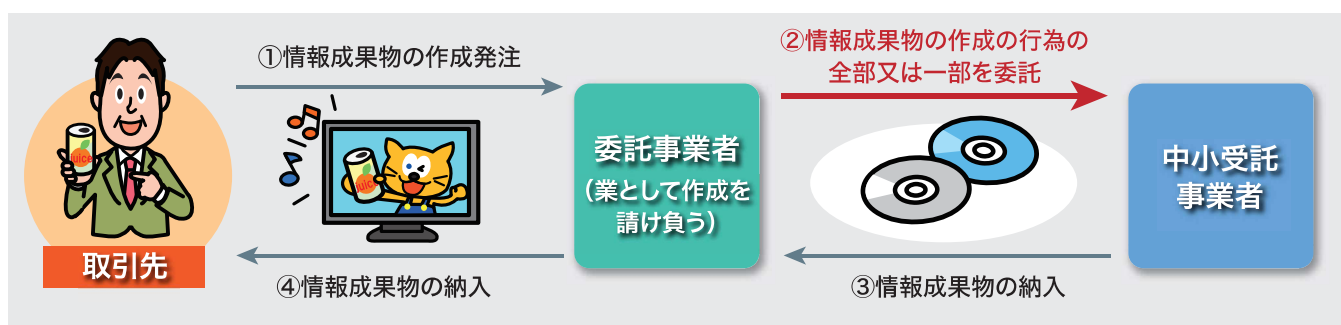 ①情報成果物の作成発注
②情報成果物の作成の行為の
全部又は一部を委託
juice
juice
委託事業者
（業として作成を
請け負う）
中小受託
事業者
取引先
④情報成果物の納入
③情報成果物の納入